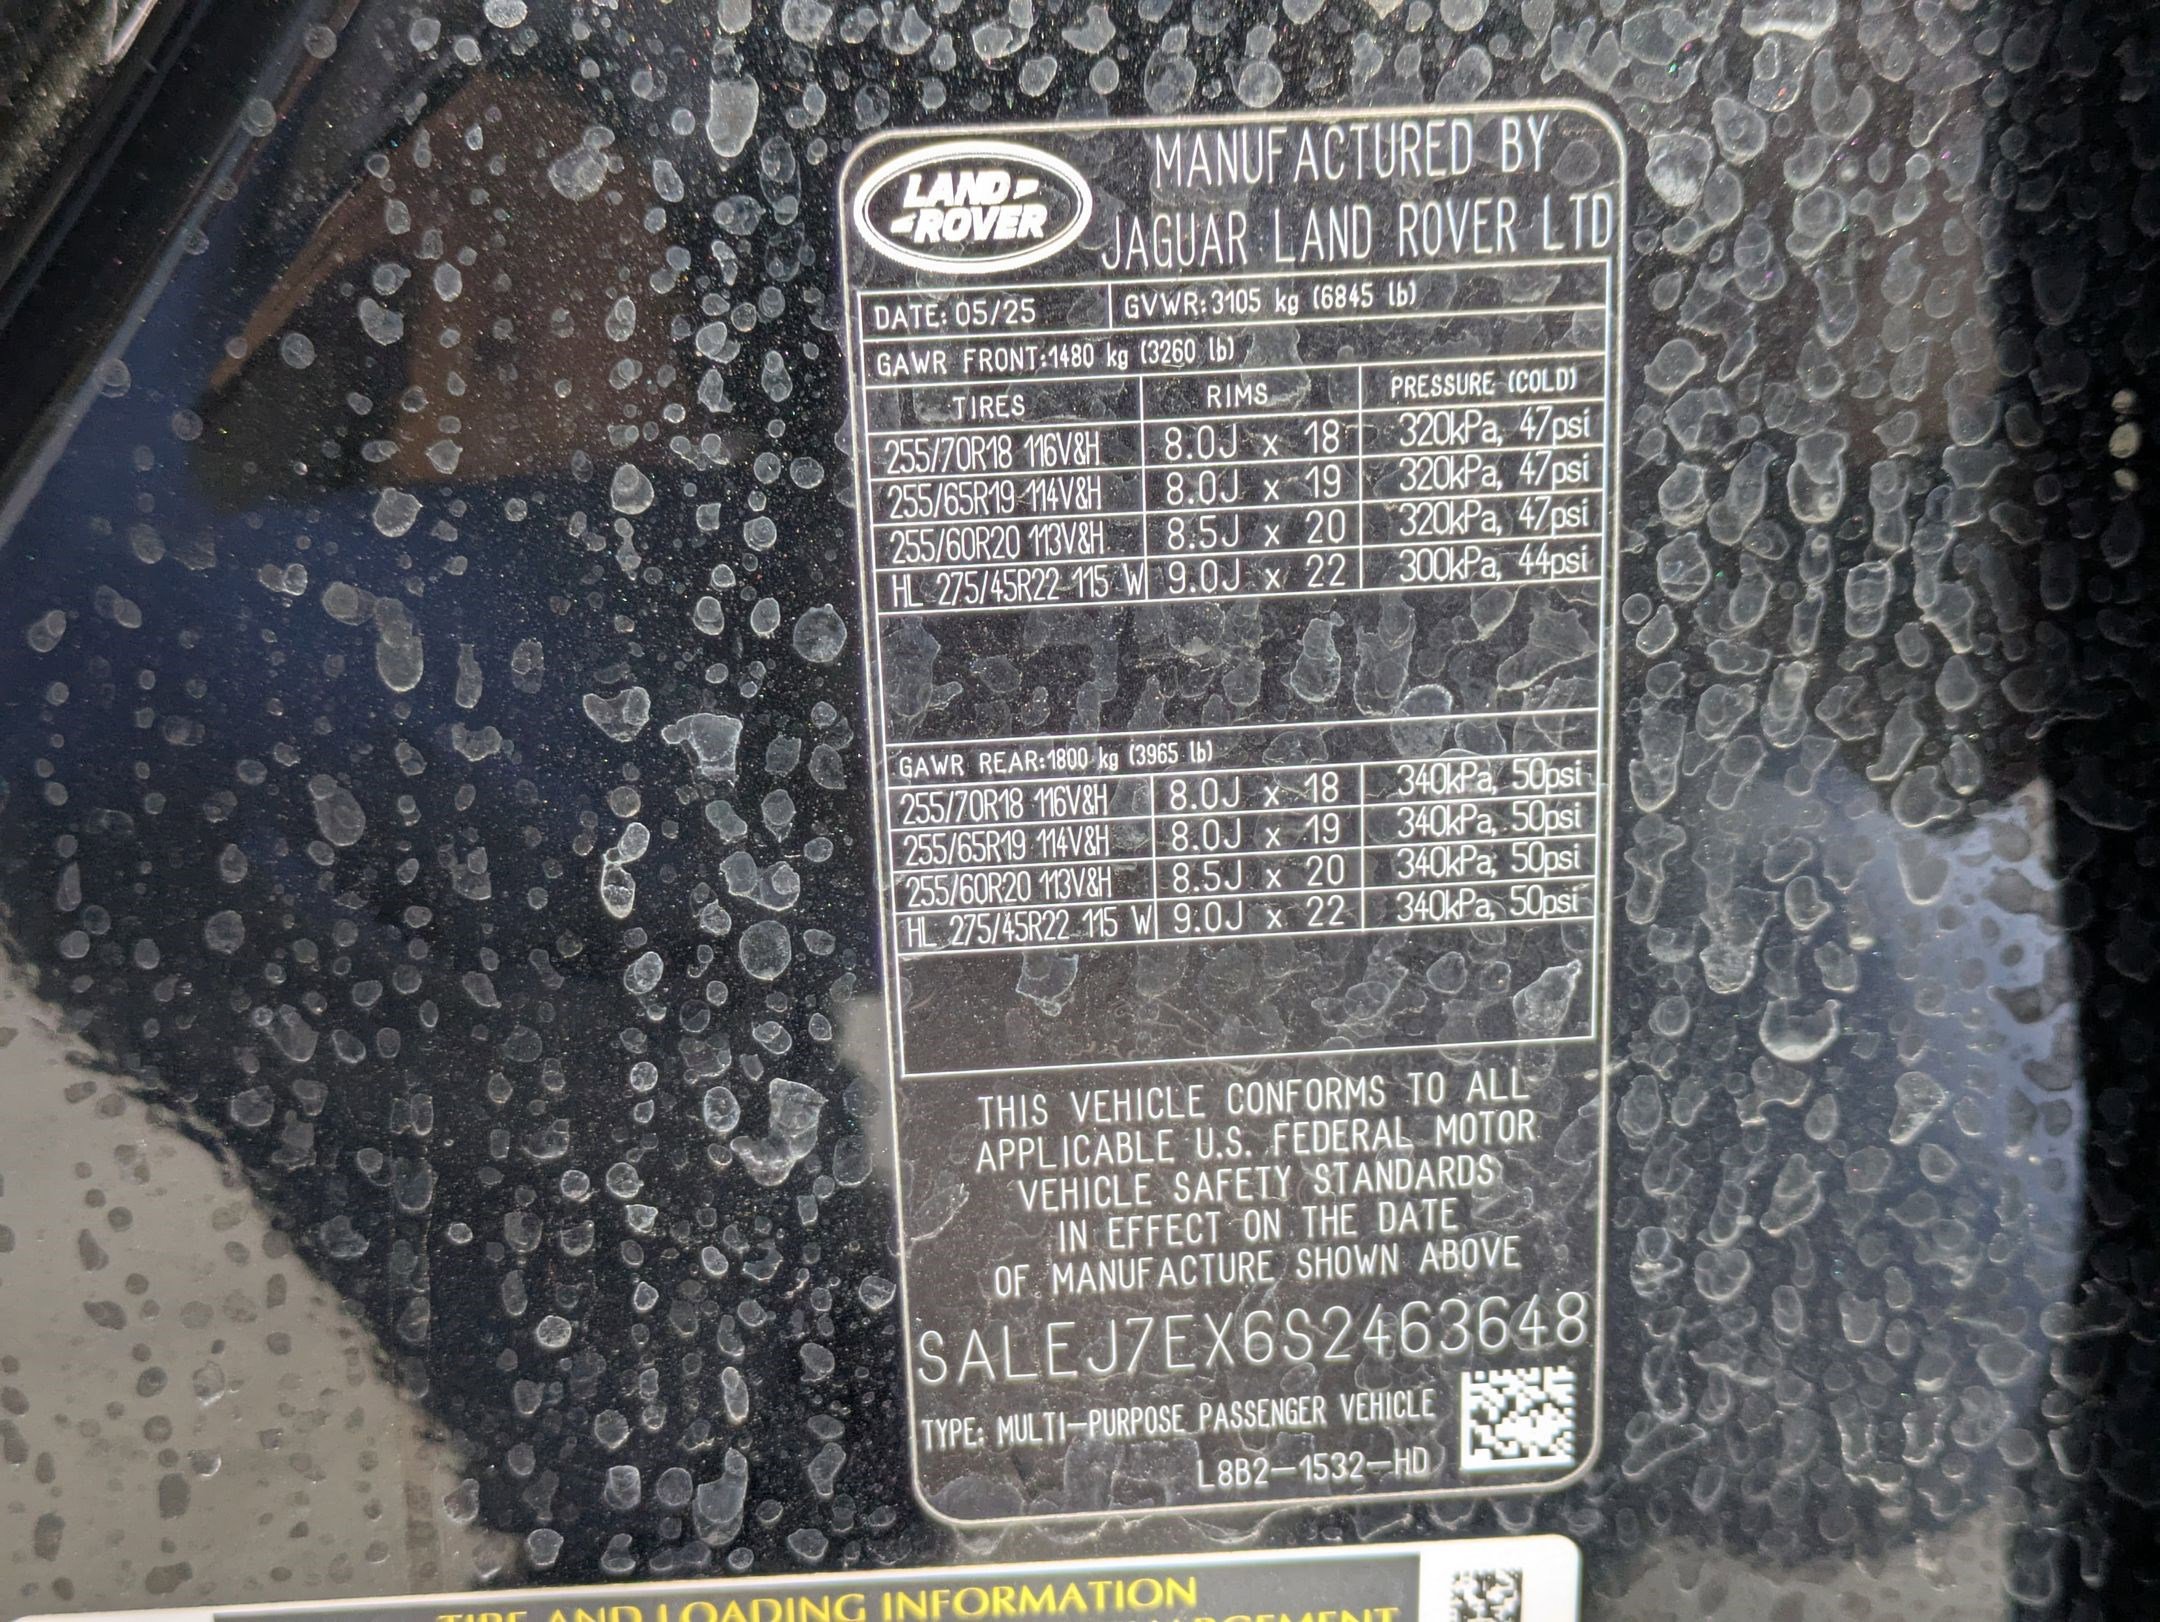 LAND ROVER
MANUFACTURED BY
JAGUAR LAND ROVER LTD
DATE: 05/25 GVWR: 3105 kg (6845 lb)
GAWR FRONT: 1480 kg (3260 lb)
TIRES RIMS PRESSURE (COLD)
255/70R18 116V&H 8.0J x 18 320kPa, 47psi
255/65R19 114V&H 8.0J x 19 320kPa, 47psi
255/60R20 113V&H 8.5J x 20 320kPa, 47psi
HL 275/45R22 115 W 9.0J x 22 300kPa, 44psi
GAWR REAR: 1800 kg (3965 lb)
255/70R18 116V&H 8.0J x 18 340kPa, 50psi
255/65R19 114V&H 8.0J x 19 340kPa, 50psi
255/60R20 113V&H 8.5J x 20 340kPa, 50psi
HL 275/45R22 115 W 9.0J x 22 340kPa, 50psi
THIS VEHICLE CONFORMS TO ALL
APPLICABLE U.S. FEDERAL MOTOR
VEHICLE SAFETY STANDARDS
IN EFFECT ON THE DATE
OF MANUFACTURE SHOWN ABOVE
SALEJ7EX6S2463648
TYPE: MULTI-PURPOSE PASSENGER VEHICLE
L8B2-1532-HD
TIRE AND LOADING INFORMATION